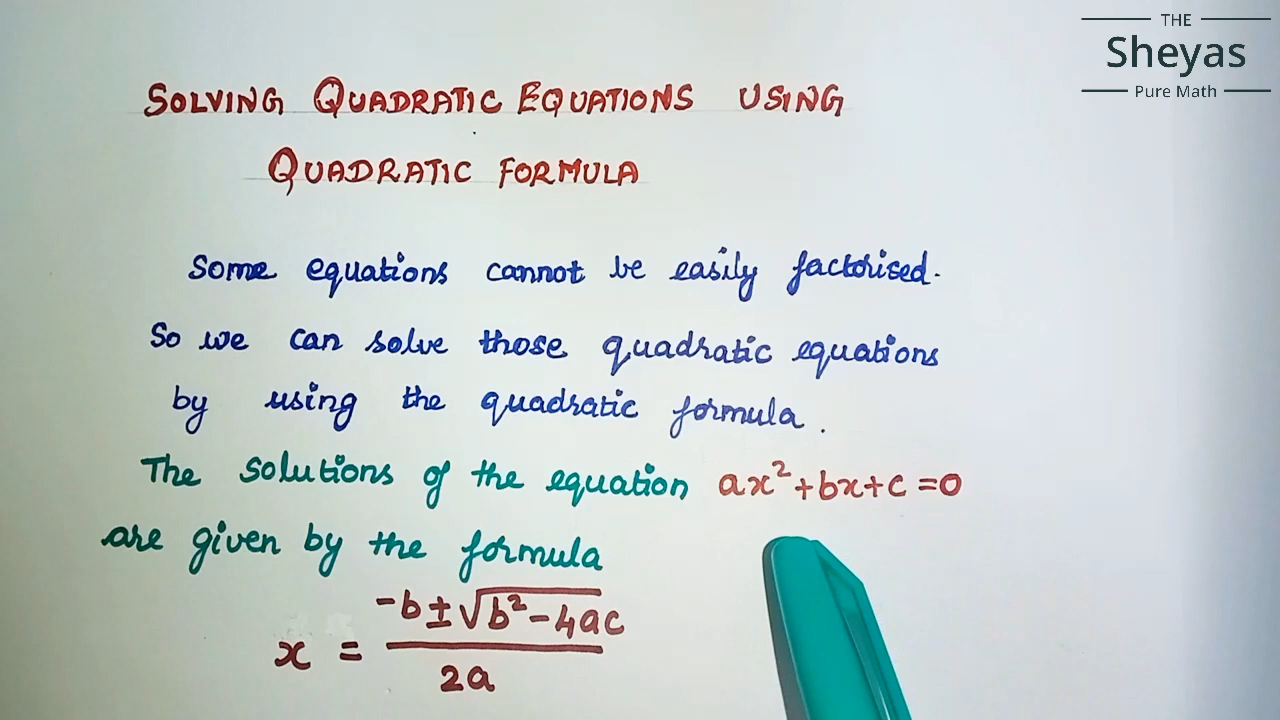 THE
Sheyas
Pure Math
SOLVING QUADRATIC EQUATIONS USING
QUADRATIC FORMULA
Some equations cannot be easily factorised.
So we can solve those quadratic equations
by using the quadratic formula.
The solutions of the equation ax²+bx+c=0
are given by the formula
x = (-b±√(b²-4ac))/2a